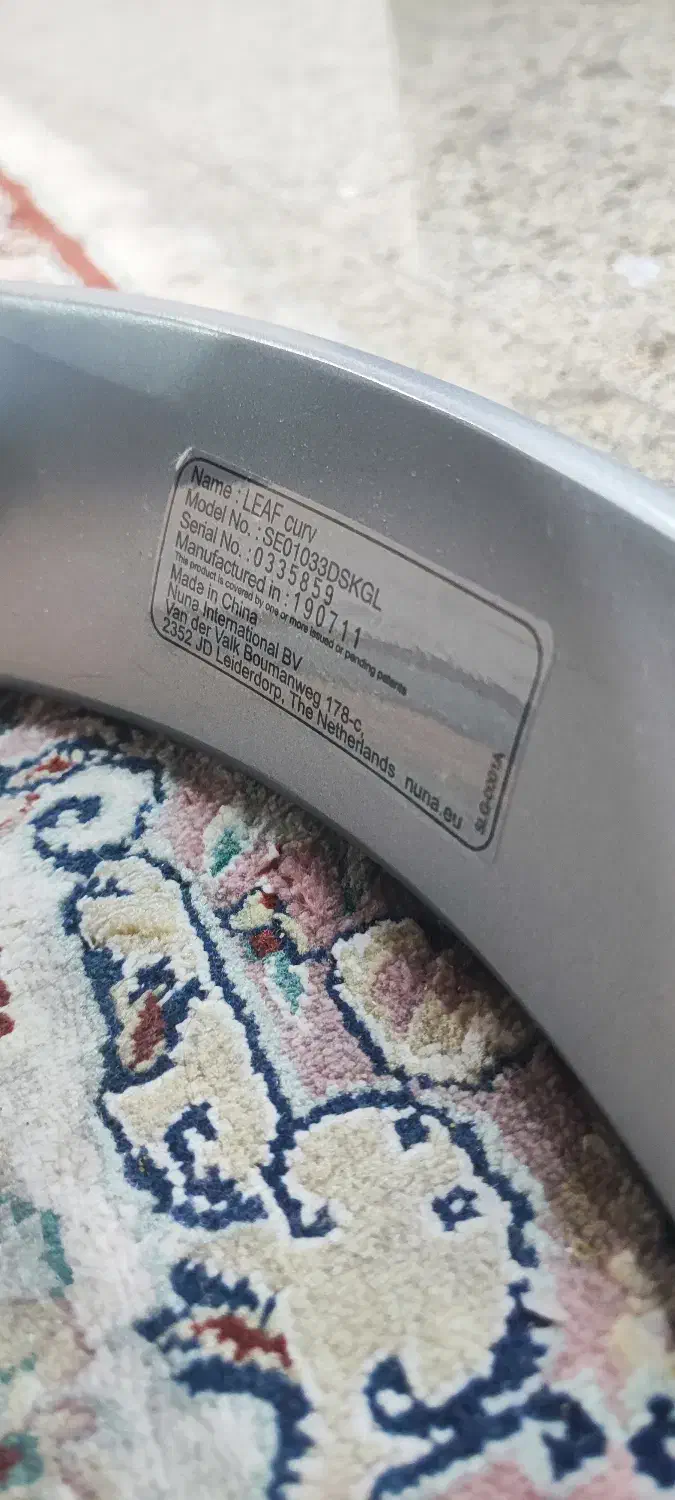 Name : LEAF curv
Model No. : SE01033DSKGL
Serial No. : 0335859
Manufactured in : 190711
This product is covered by one or more issued or pending patents
Made in China
Nuna International BV
Van der Valk Boumanweg 178-c,
2352 JD Leiderdorp, The Netherlands nuna.eu
SLG-0001A